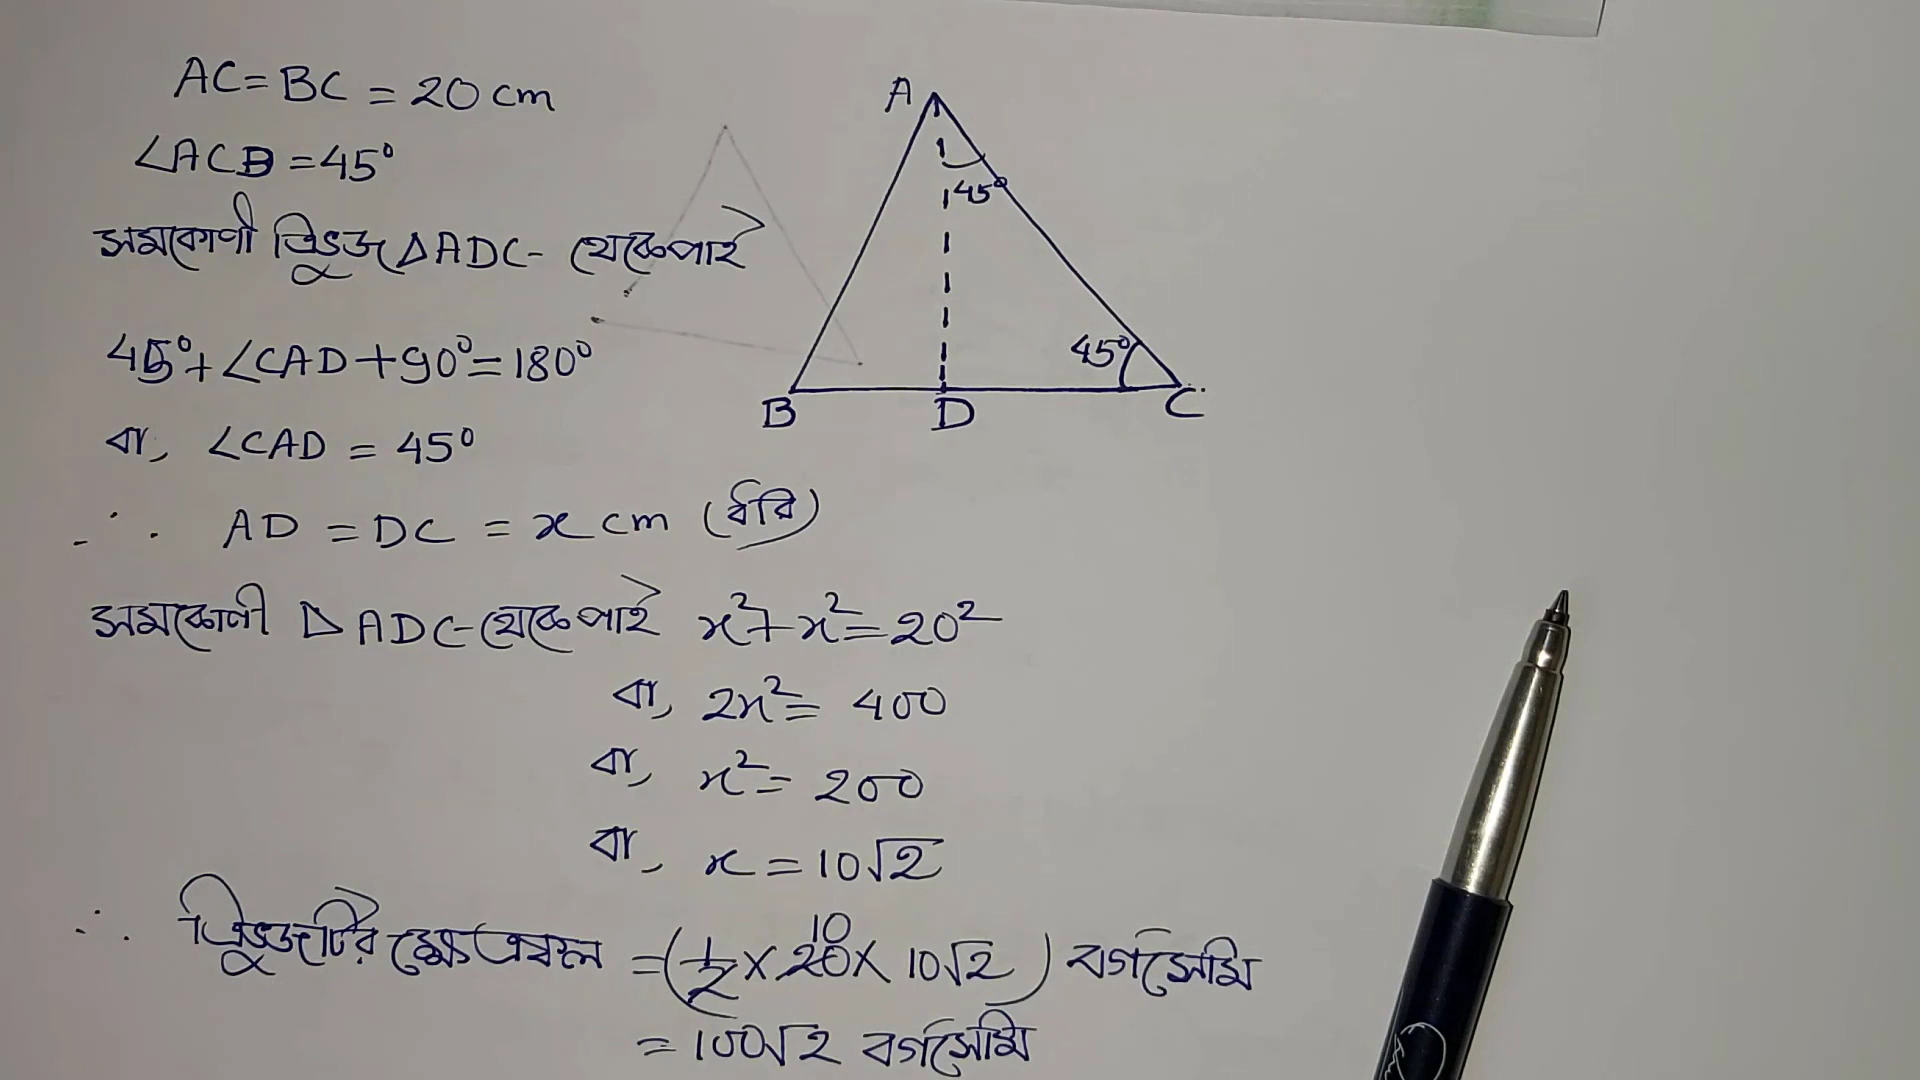 AC = BC = 20 cm
∠ACB = 45°
সমকোণী ত্রিভুজ △ADC- থেকে পাই
45° + ∠CAD + 90° = 180°
বা, ∠CAD = 45°
∴ AD = DC = x cm (ধরি)
সমকোণী △ADC- থেকে পাই x² + x² = 20²
বা, 2x² = 400
বা, x² = 200
বা, x = 10√2
∴ ত্রিভুজটির ক্ষেত্রফল = (1/2 × 20 × 10√2) বর্গসেমি
10
= 100√2 বর্গসেমি
A
45°
45°
B D C